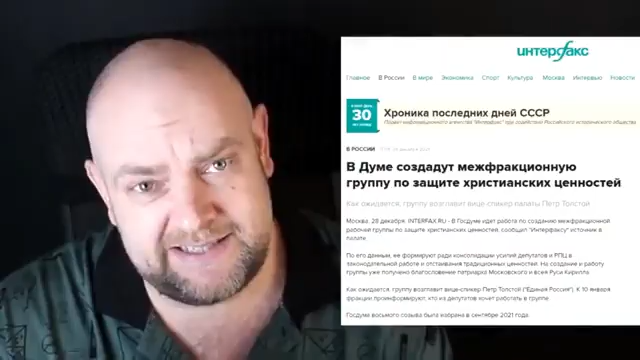 интерфакс
Главное В России В мире Экономика Спорт Культура Москва Интервью Новости
30
Хроника последних дней СССР
В РОССИИ
В Думе создадут межфракционную
группу по защите христианских ценностей
Как ожидается, группу возглавит вице-спикер палаты Петр Толстой
Москва. 28 декабря. INTERFAX.RU - В Госдуме идет работа по созданию межфракционной
рабочей группы по защите христианских ценностей, сообщил "Интерфаксу" источник в
палате.
По его данным, ее формируют ради консолидации усилий депутатов и РПЦ в
законодательной работе и отстаивания традиционных ценностей. На создание и работу
группы уже получено благословение патриарха Московского и всея Руси Кирилла.
Как ожидается, группу возглавит вице-спикер Петр Толстой ("Единая Россия"). К 10 января
фракции проинформируют, кто из депутатов хочет работать в группе.
Госдума восьмого созыва была избрана в сентябре 2021 года.